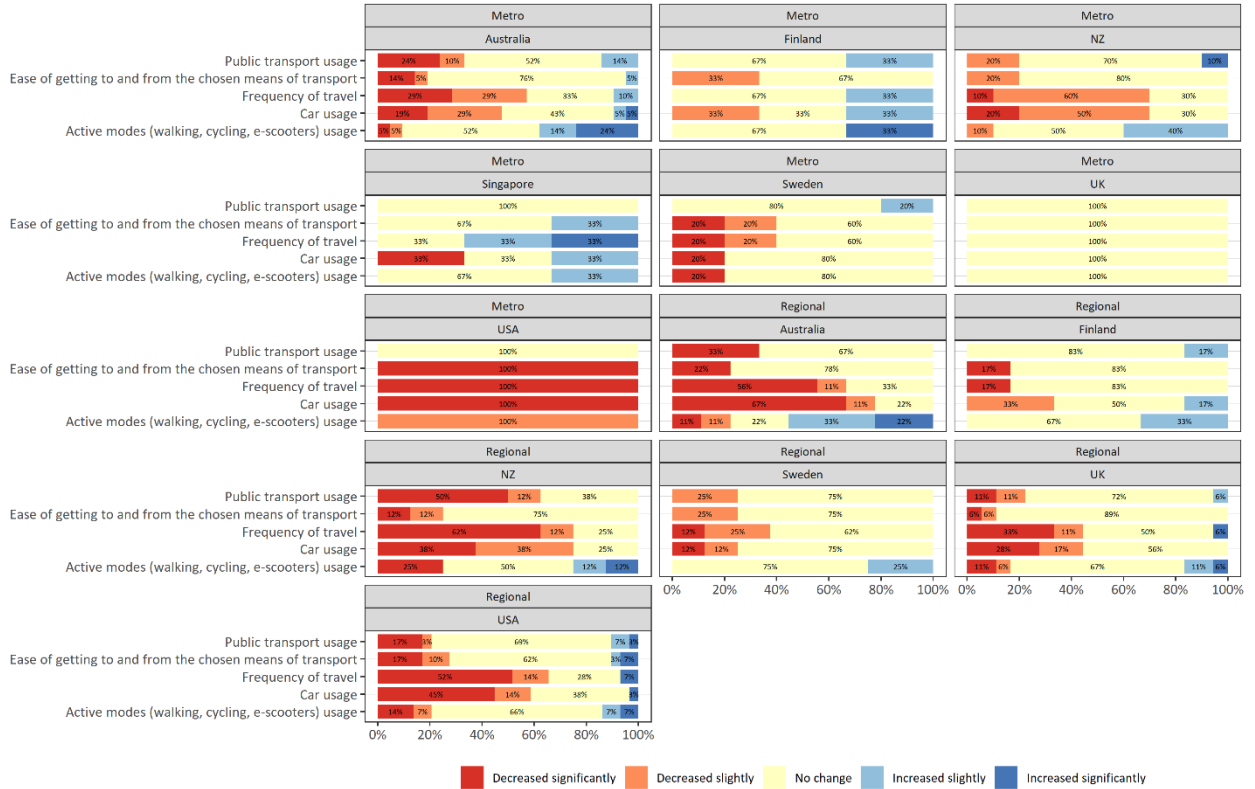 Metro Metro Metro
Australia Finland NZ
Public transport usage 24% 10% 52% 14% 67% 33% 20% 70% 10%
Ease of getting to and from the chosen means of transport 14% 5% 76% 5% 33% 67% 20% 80%
Frequency of travel 29% 29% 33% 10% 67% 33% 10% 60% 30%
Car usage 19% 29% 43% 5% 5% 33% 33% 33% 20% 50% 30%
Active modes (walking, cycling, e-scooters) usage 5% 5% 52% 14% 24% 67% 33% 10% 50% 40%
Metro Metro Metro
Singapore Sweden UK
Public transport usage 100% 80% 20% 100%
Ease of getting to and from the chosen means of transport 67% 33% 20% 20% 60% 100%
Frequency of travel 33% 33% 33% 20% 20% 60% 100%
Car usage 33% 33% 33% 20% 80% 100%
Active modes (walking, cycling, e-scooters) usage 67% 33% 20% 80% 100%
Metro Regional Regional
USA Australia Finland
Public transport usage 100% 33% 67% 83% 17%
Ease of getting to and from the chosen means of transport 100% 22% 78% 17% 83%
Frequency of travel 100% 56% 11% 33% 17% 83%
Car usage 100% 67% 11% 22% 33% 50% 17%
Active modes (walking, cycling, e-scooters) usage 100% 11% 11% 22% 33% 22% 67% 33%
Regional Regional Regional
NZ Sweden UK
Public transport usage 50% 12% 38% 25% 75% 11% 11% 72% 6%
Ease of getting to and from the chosen means of transport 12% 12% 75% 25% 75% 6% 6% 89%
Frequency of travel 62% 12% 25% 12% 25% 62% 33% 11% 50% 6%
Car usage 38% 38% 25% 12% 12% 75% 28% 17% 56%
Active modes (walking, cycling, e-scooters) usage 25% 50% 12% 12% 75% 25% 11% 6% 67% 11% 6%
0% 20% 40% 60% 80% 100% 0% 20% 40% 60% 80% 100%
Regional
USA
Public transport usage 17% 3% 69% 7% 3%
Ease of getting to and from the chosen means of transport 17% 10% 62% 3% 7%
Frequency of travel 52% 14% 28% 7%
Car usage 45% 14% 38% 3%
Active modes (walking, cycling, e-scooters) usage 14% 7% 66% 7% 7%
0% 20% 40% 60% 80% 100%
Decreased significantly Decreased slightly No change Increased slightly Increased significantly